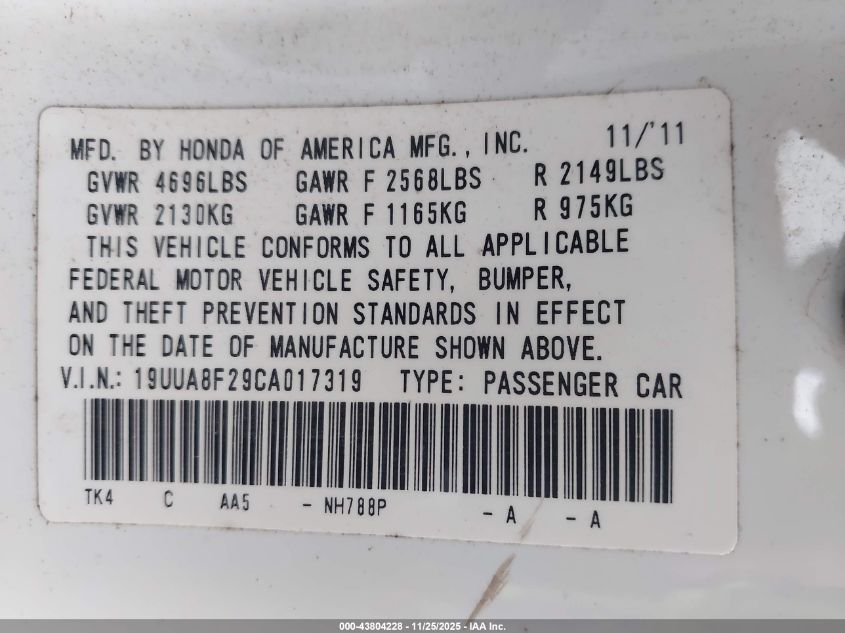 MFD. BY HONDA OF AMERICA MFG., INC. 11/'11
GVWR 4696LBS GAWR F 2568LBS R 2149LBS
GVWR 2130KG GAWR F 1165KG R 975KG
THIS VEHICLE CONFORMS TO ALL APPLICABLE
FEDERAL MOTOR VEHICLE SAFETY, BUMPER,
AND THEFT PREVENTION STANDARDS IN EFFECT
ON THE DATE OF MANUFACTURE SHOWN ABOVE.
V.I.N.: 19UUA8F29CA017319 TYPE: PASSENGER CAR
TK4 C AA5 - NH788P - A - A
000-43804228 - 11/25/2025 - IAA Inc.